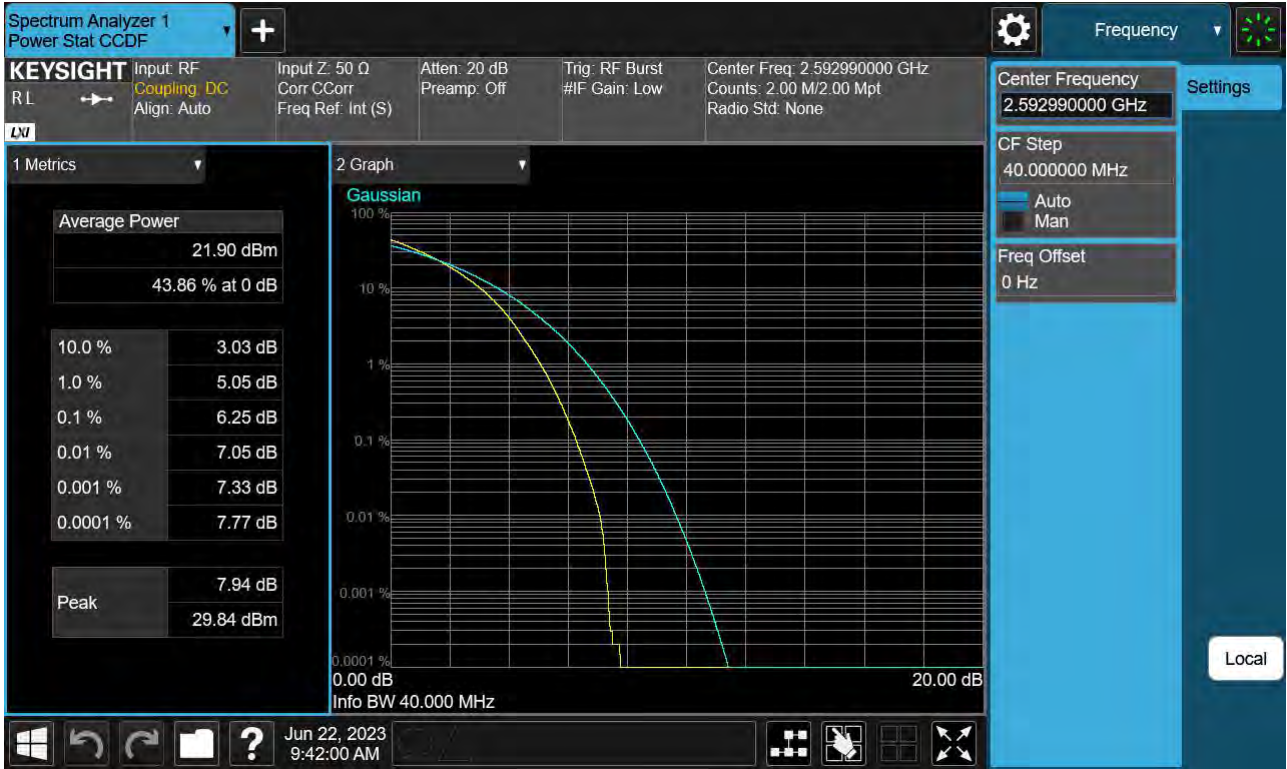 Spectrum Analyzer 1
Power Stat CCDF
+
Frequency
KEYSIGHT
R L
LXI
Input: RF
Coupling: DC
Align: Auto
Input Z: 50 Ω
Corr CCorr
Freq Ref: Int (S)
Atten: 20 dB
Preamp: Off
Trig: RF Burst
#IF Gain: Low
Center Freq: 2.592990000 GHz
Counts: 2.00 M/2.00 Mpt
Radio Std: None
Center Frequency
2.592990000 GHz
Settings
CF Step
40.000000 MHz
Auto
Man
Freq Offset
0 Hz
Local
1 Metrics
Average Power
21.90 dBm
43.86 % at 0 dB
10.0 % 3.03 dB
1.0 % 5.05 dB
0.1 % 6.25 dB
0.01 % 7.05 dB
0.001 % 7.33 dB
0.0001 % 7.77 dB
Peak
7.94 dB
29.84 dBm
2 Graph
Gaussian
100 %
10 %
1 %
0.1 %
0.01 %
0.001 %
0.0001 %
0.00 dB 20.00 dB
Info BW 40.000 MHz
?
Jun 22, 2023
9:42:00 AM